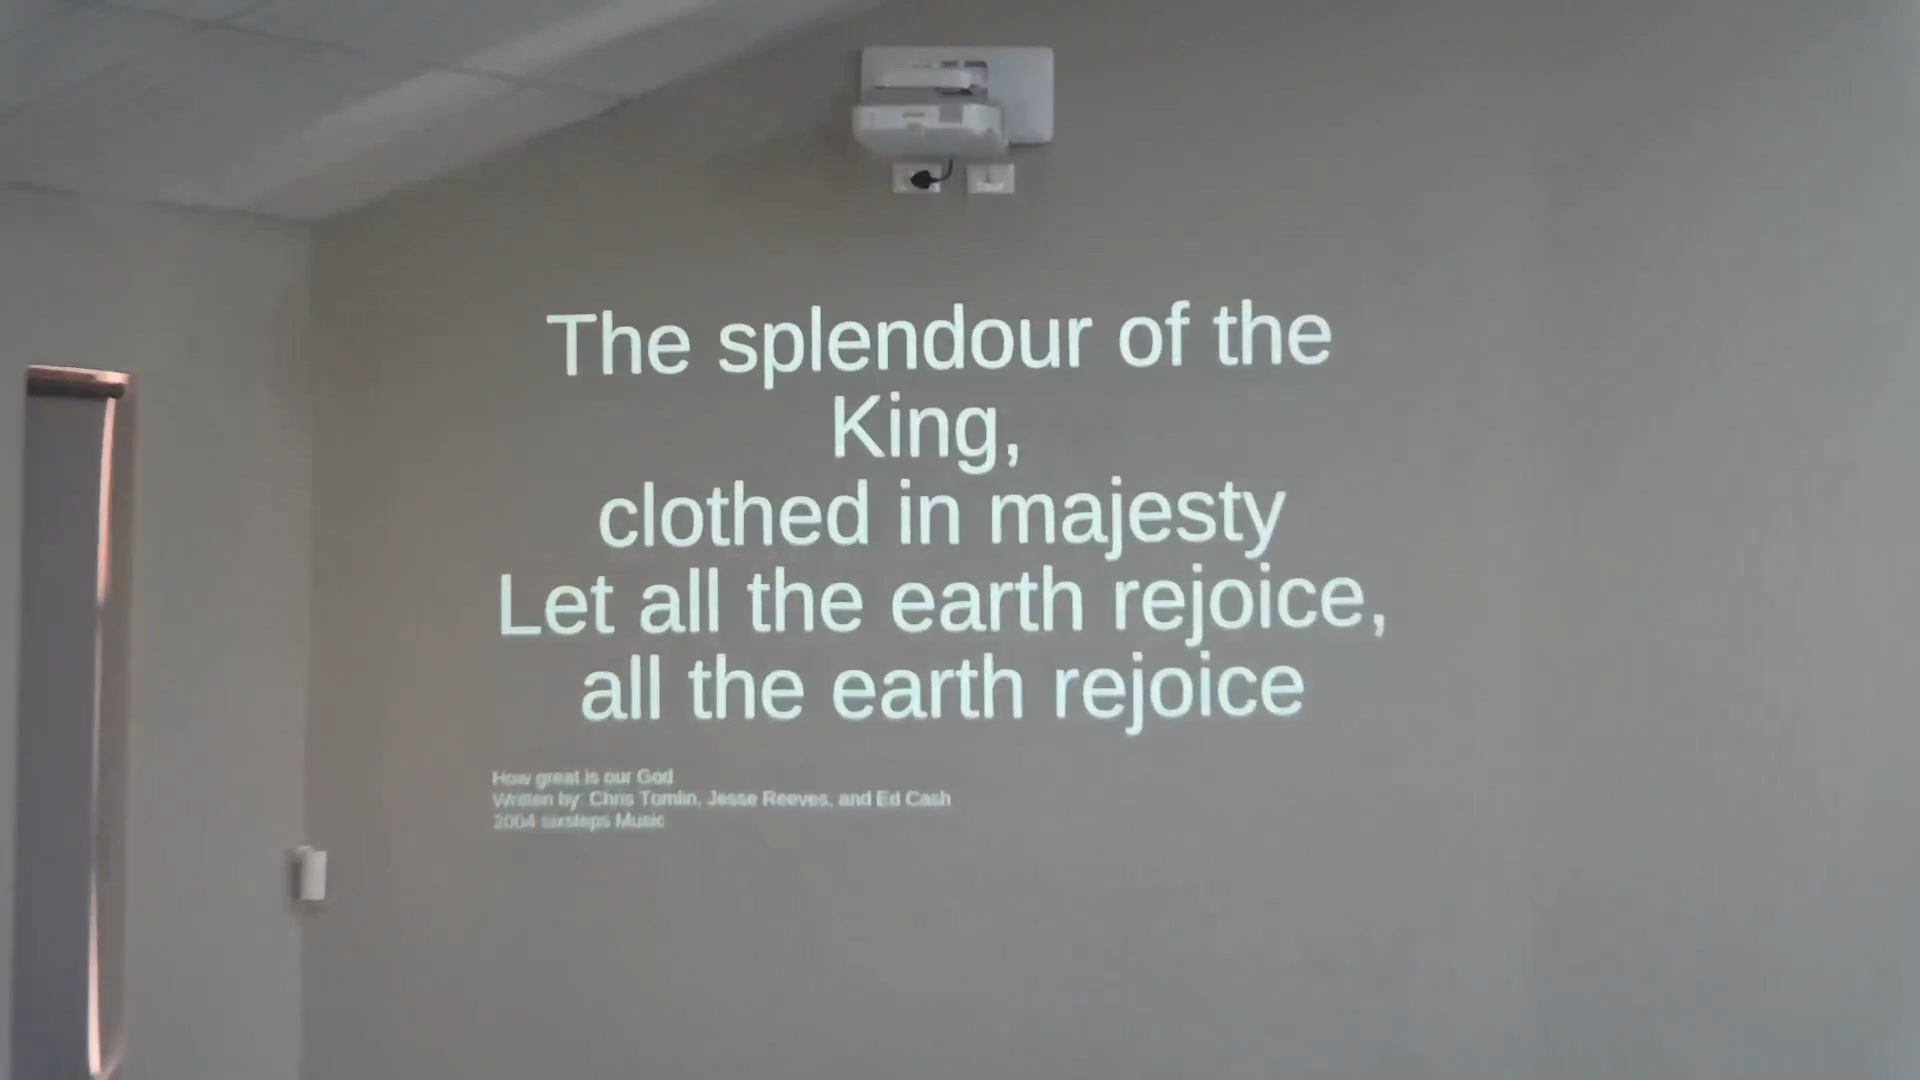 The splendour of the
King,
clothed in majesty
Let all the earth rejoice,
all the earth rejoice
How great is our God
Written by: Chris Tomlin, Jesse Reeves, and Ed Cash
2004 sixsteps Music